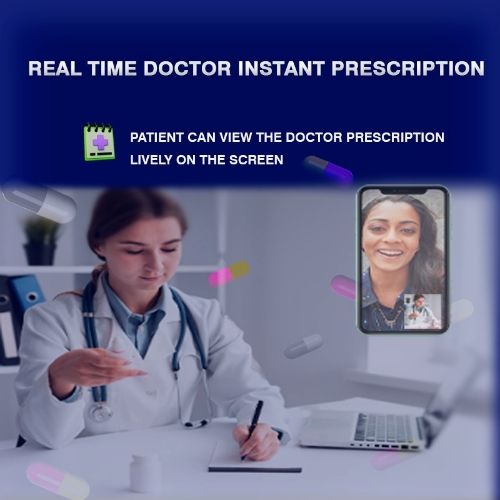 REAL TIME DOCTOR INSTANT PRESCRIPTION
PATIENT CAN VIEW THE DOCTOR PRESCRIPTION
LIVELY ON THE SCREEN